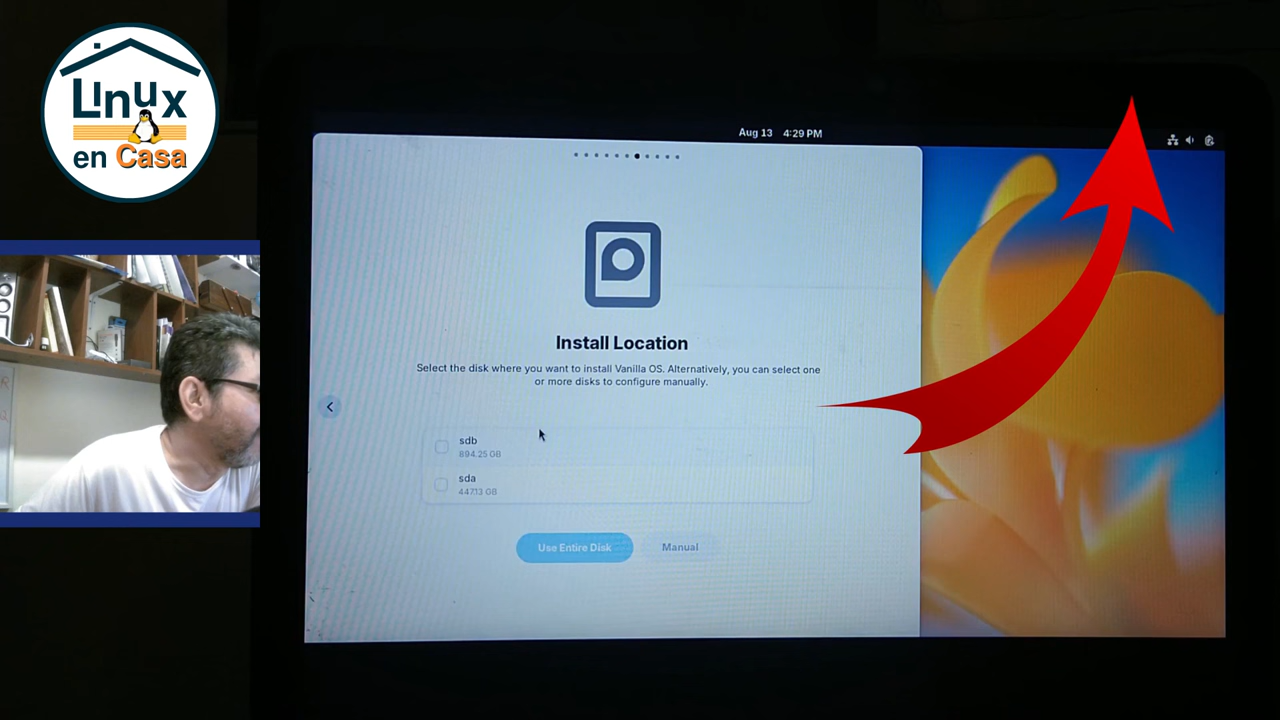 Linux
en Casa
Aug 13 4:29 PM
Install Location
Select the disk where you want to install Vanilla OS. Alternatively, you can select one
or more disks to configure manually.
sdb
894.25 GB
sda
447.13 GB
Use Entire Disk
Manual